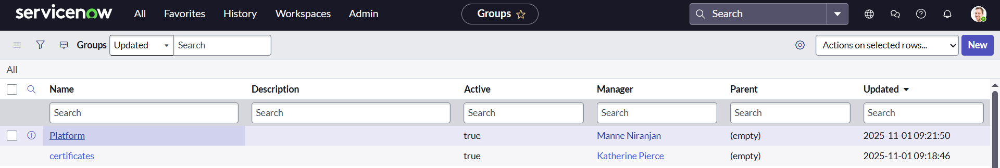 servicenow All Favorites History Workspaces Admin Groups Search
Groups Updated Search Actions on selected rows... New
All
Name Description Active Manager Parent Updated
Search Search Search Search Search Search
Platform true Manne Niranjan (empty) 2025-11-01 09:21:50
certificates true Katherine Pierce (empty) 2025-11-01 09:18:46